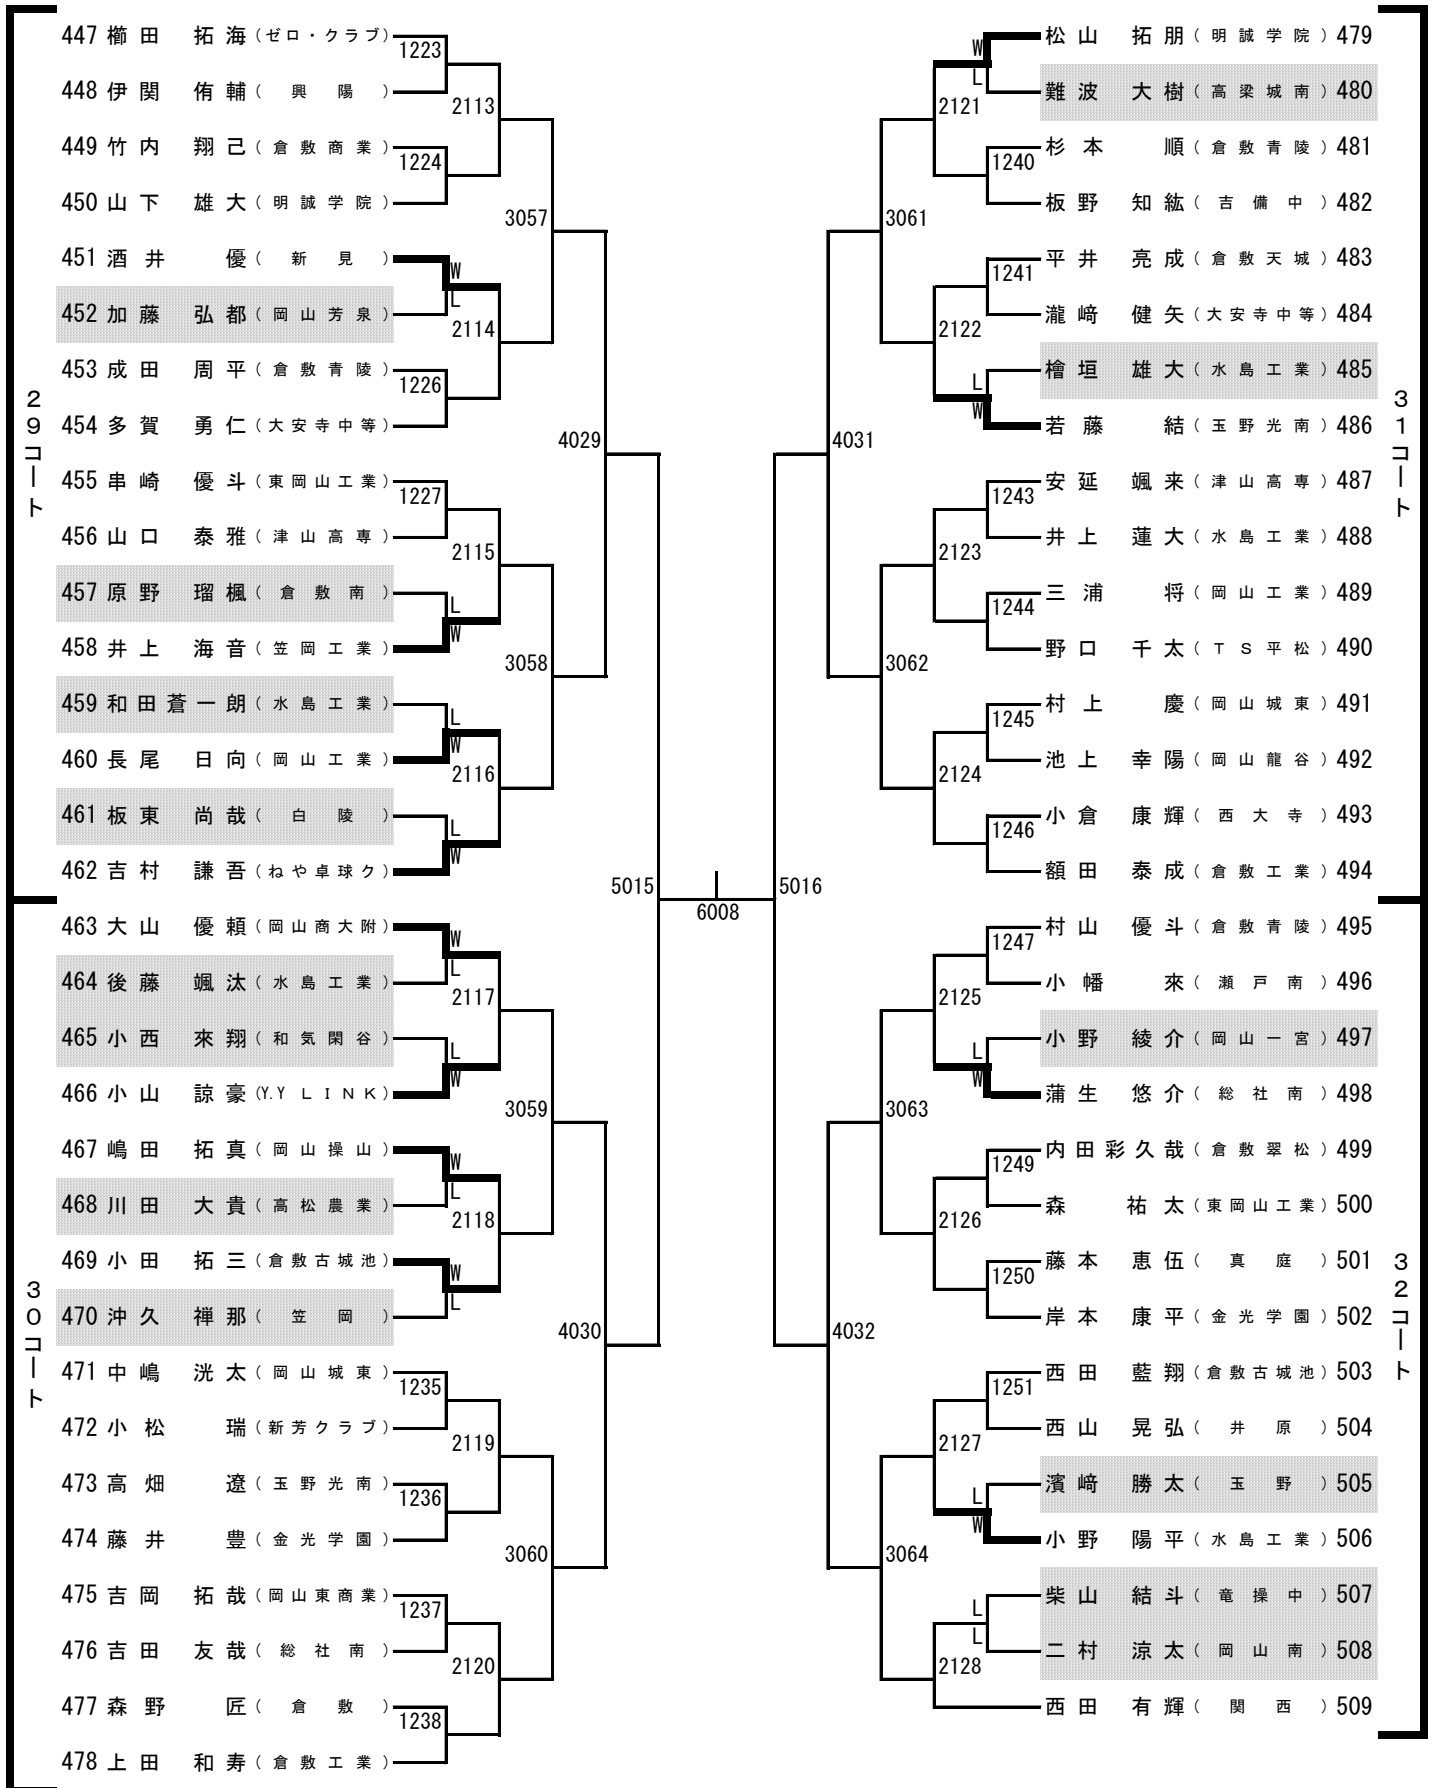 29コート
447 櫛田 拓海 (ゼロ・クラブ)
1223
448 伊関 侑輔 (興陽)
2113
449 竹内 翔己 (倉敷商業)
1224
450 山下 雄大 (明誠学院)
3057
451 酒井 優 (新見)
W
L
452 加藤 弘都 (岡山芳泉)
2114
453 成田 周平 (倉敷青陵)
1226
454 多賀 勇仁 (大安寺中等)
4029
455 串崎 優斗 (東岡山工業)
1227
456 山口 泰雅 (津山高専)
2115
457 原野 瑠楓 (倉敷南)
L
W
458 井上 海音 (笠岡工業)
3058
459 和田蒼一朗 (水島工業)
L
W
460 長尾 日向 (岡山工業)
2116
461 板東 尚哉 (白陵)
L
W
462 吉村 謙吾 (ねや卓球ク)
5015
30コート
463 大山 優頼 (岡山商大附)
W
L
464 後藤 颯汰 (水島工業)
2117
465 小西 來翔 (和気閑谷)
L
W
466 小山 諒豪 (Y.Y LINK)
3059
467 嶋田 拓真 (岡山操山)
W
L
468 川田 大貴 (高松農業)
2118
469 小田 拓三 (倉敷古城池)
W
L
470 沖久 禅那 (笠岡)
4030
471 中嶋 洸太 (岡山城東)
1235
472 小松 瑞 (新芳クラブ)
2119
473 高畑 遼 (玉野光南)
1236
474 藤井 豊 (金光学園)
3060
475 吉岡 拓哉 (岡山東商業)
1237
476 吉田 友哉 (総社南)
2120
477 森野 匠 (倉敷)
1238
478 上田 和寿 (倉敷工業)
6008
31コート
松山 拓朋 (明誠学院) 479
W
L
難波 大樹 (高梁城南) 480
2121
杉本 順 (倉敷青陵) 481
1240
板野 知紘 (吉備中) 482
3061
平井 亮成 (倉敷天城) 483
1241
瀧﨑 健矢 (大安寺中等) 484
2122
檜垣 雄大 (水島工業) 485
L
W
若藤 結 (玉野光南) 486
4031
安延 颯来 (津山高専) 487
1243
井上 蓮大 (水島工業) 488
2123
三浦 将 (岡山工業) 489
1244
野口 千太 (TS平松) 490
3062
村上 慶 (岡山城東) 491
1245
池上 幸陽 (岡山龍谷) 492
2124
小倉 康輝 (西大寺) 493
1246
額田 泰成 (倉敷工業) 494
5016
32コート
村山 優斗 (倉敷青陵) 495
1247
小幡 來 (瀬戸南) 496
2125
小野 綾介 (岡山一宮) 497
L
W
蒲生 悠介 (総社南) 498
3063
内田彩久哉 (倉敷翠松) 499
1249
森 祐太 (東岡山工業) 500
2126
藤本 恵伍 (真庭) 501
1250
岸本 康平 (金光学園) 502
4032
西田 藍翔 (倉敷古城池) 503
1251
西山 晃弘 (井原) 504
2127
濱﨑 勝太 (玉野) 505
L
W
小野 陽平 (水島工業) 506
3064
柴山 結斗 (竜操中) 507
L
L
二村 涼太 (岡山南) 508
2128
西田 有輝 (関西) 509